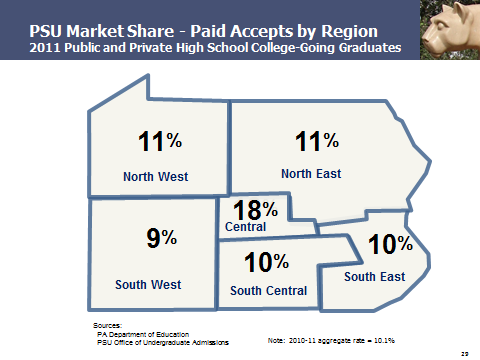 PSU Market Share - Paid Accepts by Region
2011 Public and Private High School College-Going Graduates
11%
North West
11%
North East
18%
Central
9%
South West
10%
South Central
10%
South East
Sources:
PA Department of Education
PSU Office of Undergraduate Admissions
Note: 2010-11 aggregate rate = 10.1%
29